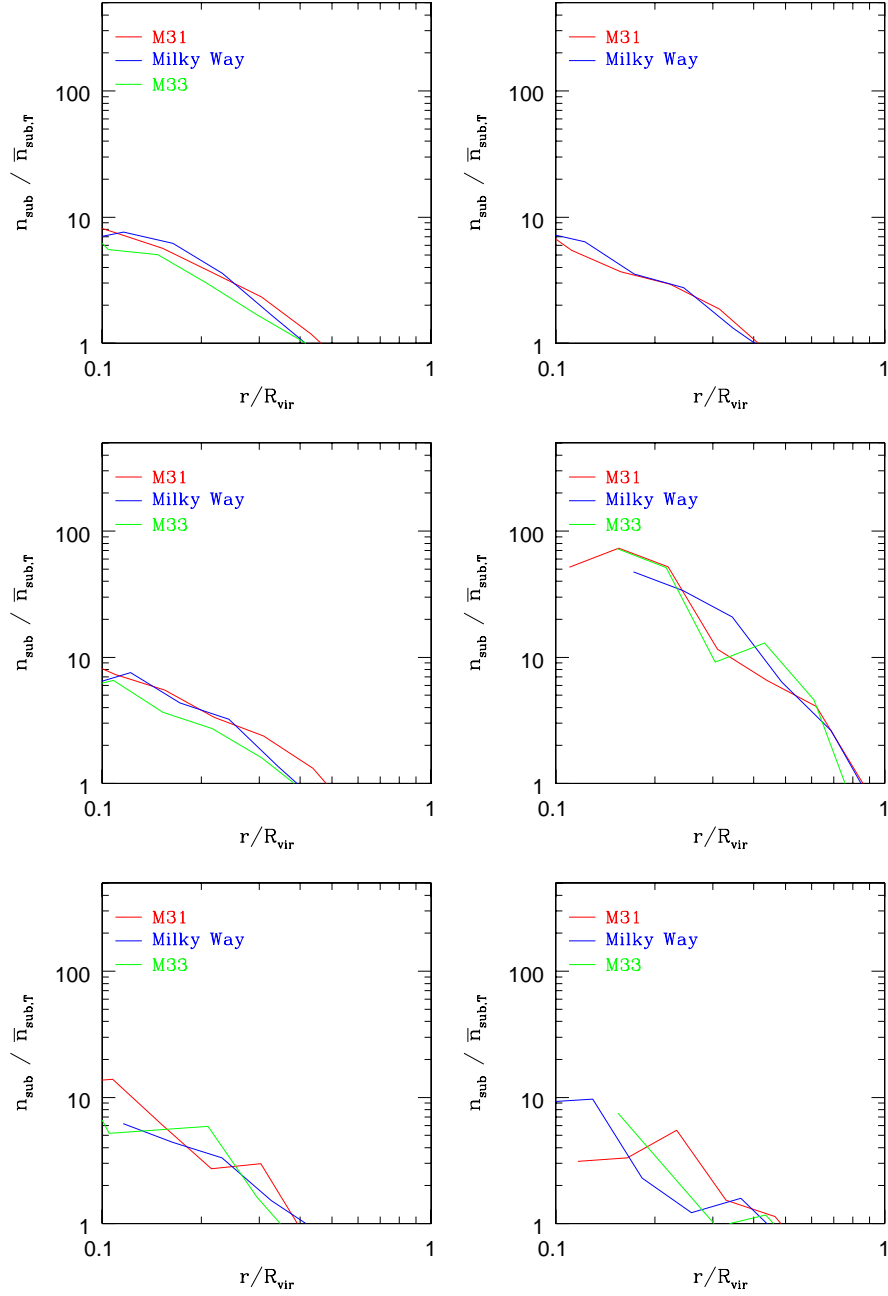 M31
Milky Way
M33
100
10
1
0.1
1
n_sub / n̅_sub,T
r/R_vir
M31
Milky Way
100
10
1
0.1
1
n_sub / n̅_sub,T
r/R_vir
M31
Milky Way
M33
100
10
1
0.1
1
n_sub / n̅_sub,T
r/R_vir
M31
Milky Way
M33
100
10
1
0.1
1
n_sub / n̅_sub,T
r/R_vir
M31
Milky Way
M33
100
10
1
0.1
1
n_sub / n̅_sub,T
r/R_vir
M31
Milky Way
M33
100
10
1
0.1
1
n_sub / n̅_sub,T
r/R_vir